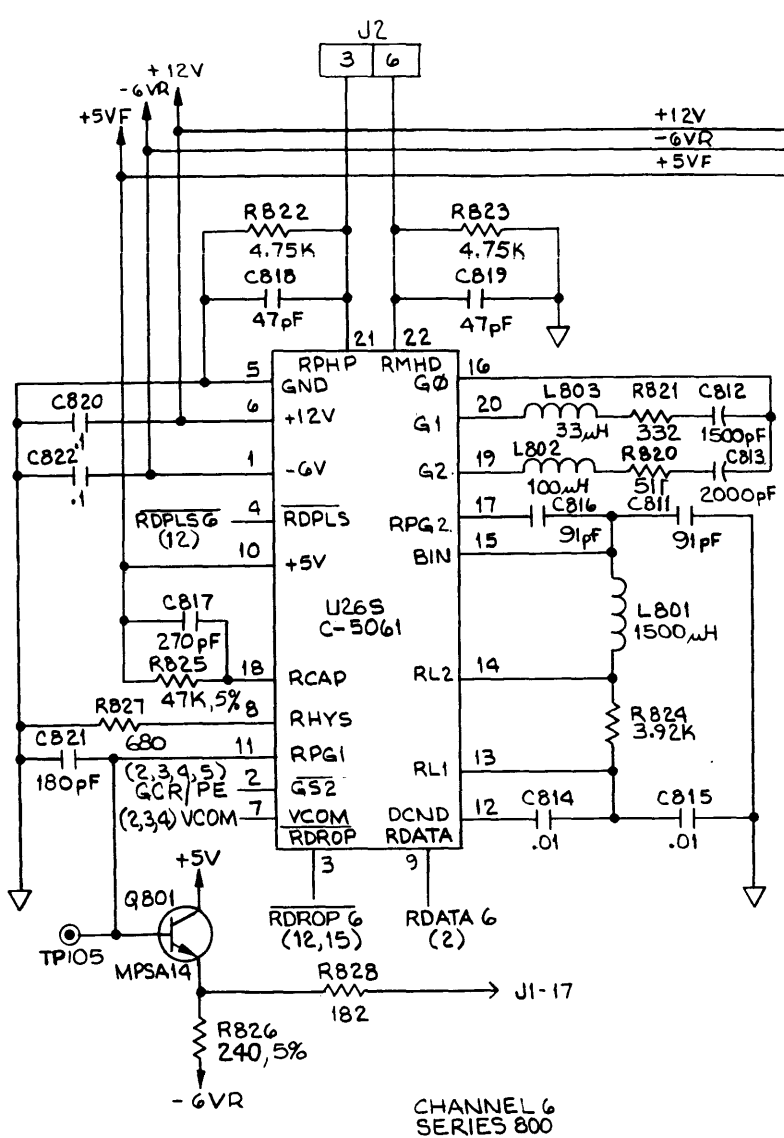 J2
3 6
+12V
-6VR
+5VF
+12V
-6VR
+5VF
R822
4.75K
C818
47pF
R823
4.75K
C819
47pF
21 22
RPHP RMHD
5
GND
GØ
16
C820
.1
6
+12V
G1
20
L803
33μH
R821
332
C812
1500pF
C822
.1
1
-6V
G2
19
L802
100μH
R820
511
C813
2000pF
RDPLS6
(12)
4
RDPLS
RPG2
17
C816
91pF
C811
91pF
10
+5V
BIN
15
U26S
C-5061
L801
1500μH
C817
270pF
R825
47K, 5%
18
RCAP
RL2
14
R827
680
8
RHYS
R824
3.92K
C821
180pF
11
RPG1
RL1
13
(2,3,4,5)
GCR/PE
2
GS2
(2,3,4) VCOM
7
VCOM
DCND
12
C814
.01
C815
.01
RDROP RDATA
3 9
RDROP 6
(12,15)
RDATA 6
(2)
+5V
Q801
TP105
MPSA14
R828
182
J1-17
R826
240, 5%
-6VR
CHANNEL 6
SERIES 800